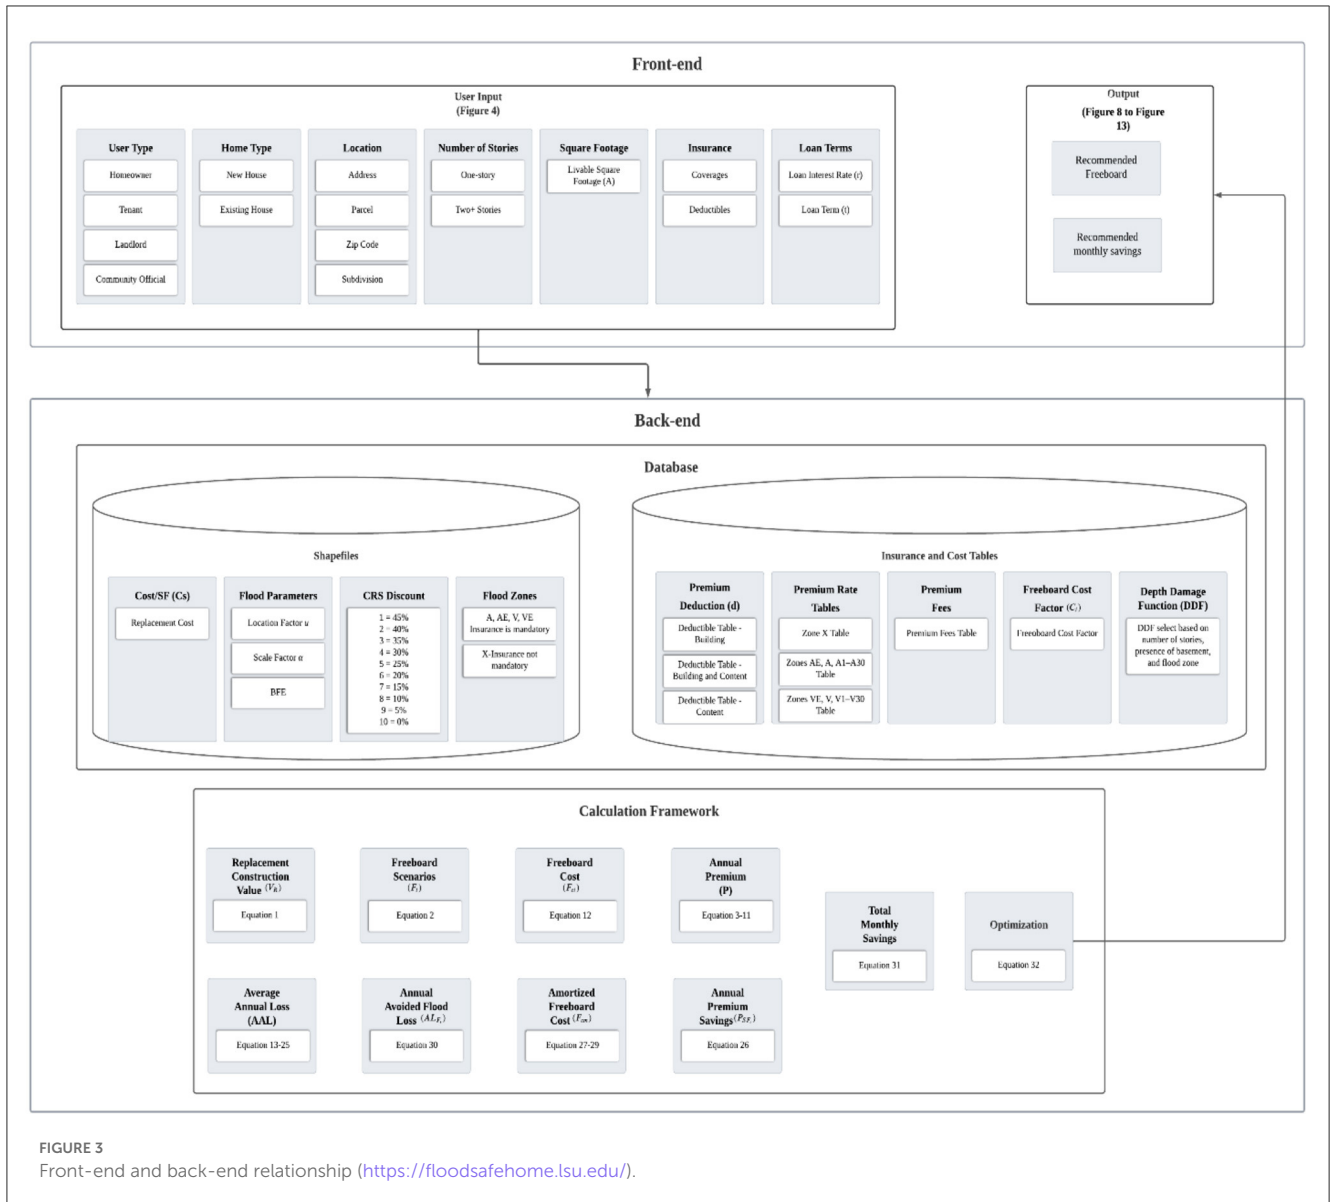 Front-end
User Input
(Figure 4)
User Type
Homeowner
Tenant
Landlord
Community Official
Home Type
New House
Existing House
Location
Address
Parcel
Zip Code
Subdivision
Number of Stories
One-story
Two+ Stories
Square Footage
Livable Square
Footage (A)
Insurance
Coverages
Deductibles
Loan Terms
Loan Interest Rate (r)
Loan Term (t)
Output
(Figure 8 to Figure
13)
Recommended
Freeboard
Recommended
monthly savings
Back-end
Database
Shapefiles
Cost/SF (Cs)
Replacement Cost
Flood Parameters
Location Factor u
Scale Factor α
BFE
CRS Discount
1 = 45%
2 = 40%
3 = 35%
4 = 30%
5 = 25%
6 = 20%
7 = 15%
8 = 10%
9 = 5%
10 = 0%
Flood Zones
A, AE, V, VE
Insurance is mandatory
X-Insurance not
mandatory
Insurance and Cost Tables
Premium
Deduction (d)
Deductible Table -
Building
Deductible Table -
Building and Content
Deductible Table -
Content
Premium Rate
Tables
Zone X Table
Zones AE, A, A1–A30
Table
Zones VE, V, V1–V30
Table
Premium
Fees
Premium Fees Table
Freeboard Cost
Factor (Cᵢ)
Freeboard Cost Factor
Depth Damage
Function (DDF)
DDF select based on
number of stories,
presence of basement,
and flood zone
Calculation Framework
Replacement
Construction
Value (V_R)
Equation 1
Freeboard
Scenarios
(Fᵢ)
Equation 2
Freeboard
Cost
(F_ci)
Equation 12
Annual
Premium
(P)
Equation 3-11
Average
Annual Loss
(AAL)
Equation 13-25
Annual
Avoided Flood
Loss (AL_Fᵢ)
Equation 30
Amortized
Freeboard
Cost (F_am)
Equation 27-29
Annual
Premium
Savings (P_SFᵢ)
Equation 26
Total
Monthly
Savings
Equation 31
Optimization
Equation 32
FIGURE 3
Front-end and back-end relationship (https://floodsafehome.lsu.edu/).